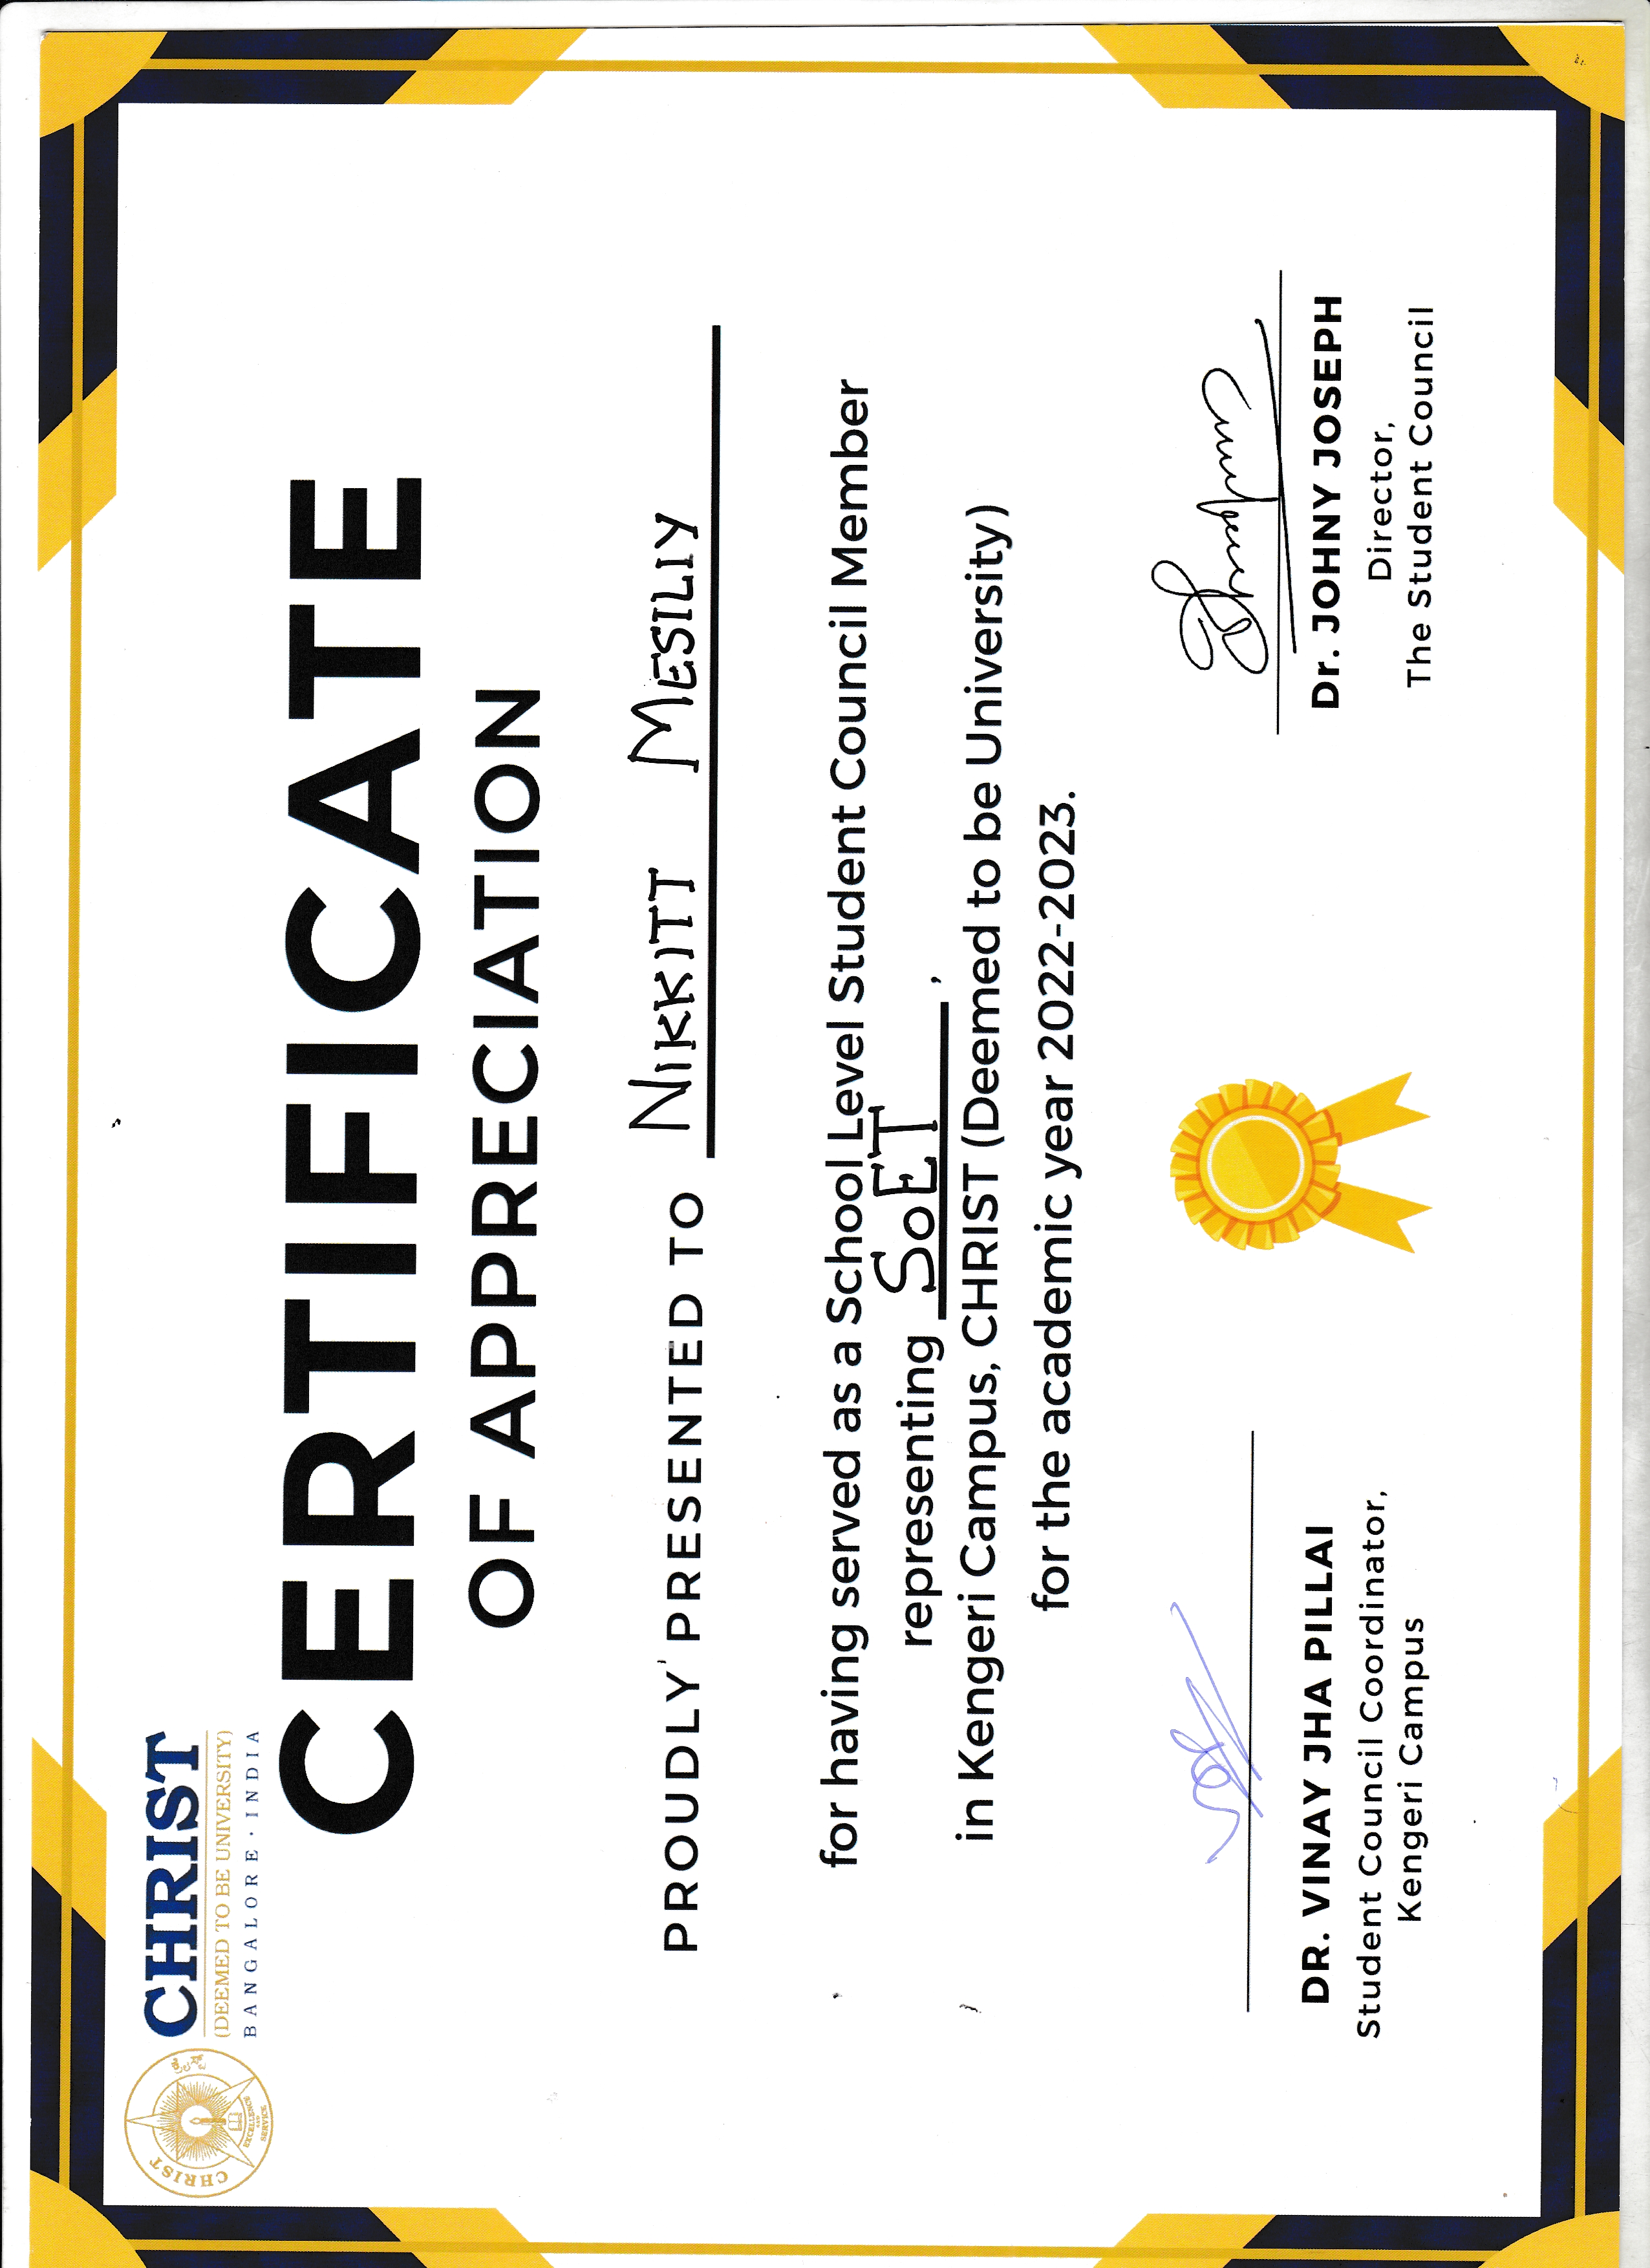 CHRIST
EXCELLENCE
AND
SERVICE
CHRIST
(DEEMED TO BE UNIVERSITY)
BANGALORE · INDIA
CERTIFICATE
OF APPRECIATION
PROUDLY PRESENTED TO NIKKITT MESILIY
for having served as a School Level Student Council Member
representing SOET ,
in Kengeri Campus, CHRIST (Deemed to be University)
for the academic year 2022-2023.
DR. VINAY JHA PILLAI
Student Council Coordinator,
Kengeri Campus
Dr. JOHNY JOSEPH
Director,
The Student Council